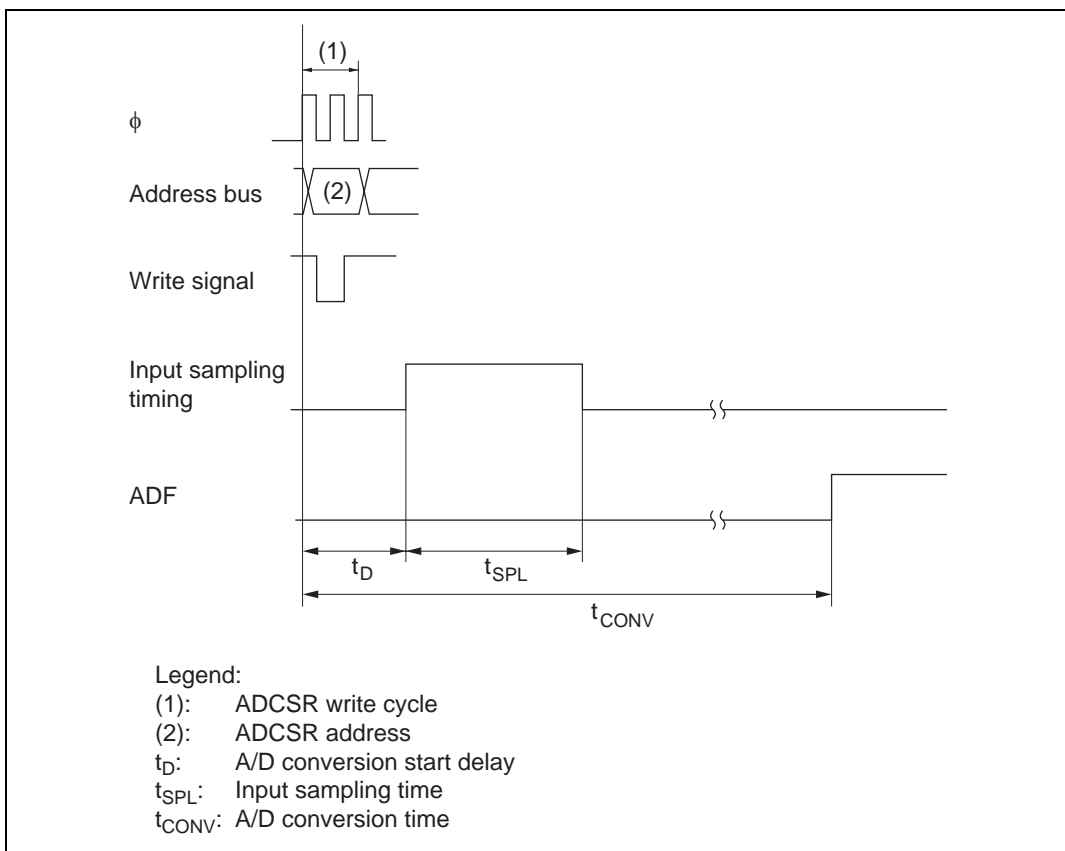 (1)
ϕ
Address bus
(2)
Write signal
Input sampling
timing
ADF
tD
tSPL
tCONV
Legend:
(1): ADCSR write cycle
(2): ADCSR address
tD: A/D conversion start delay
tSPL: Input sampling time
tCONV: A/D conversion time